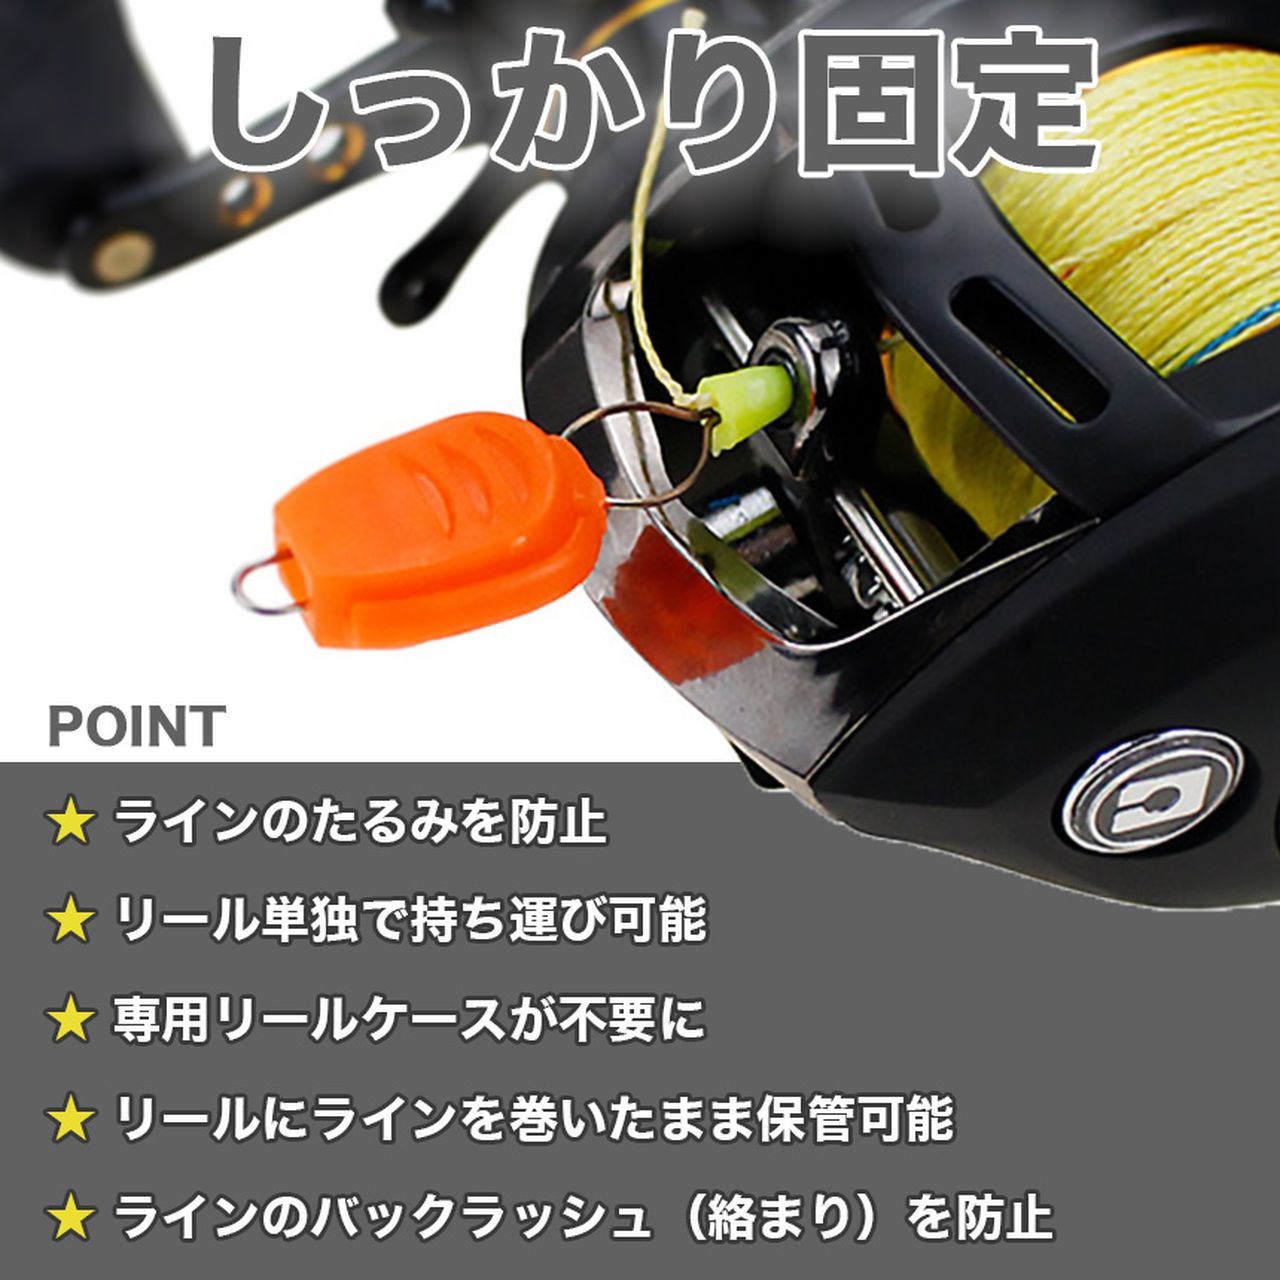 しっかり固定
POINT
★ ラインのたるみを防止
★ リール単独で持ち運び可能
★ 専用リールケースが不要に
★ リールにラインを巻いたまま保管可能
★ ラインのバックラッシュ（絡まり）を防止